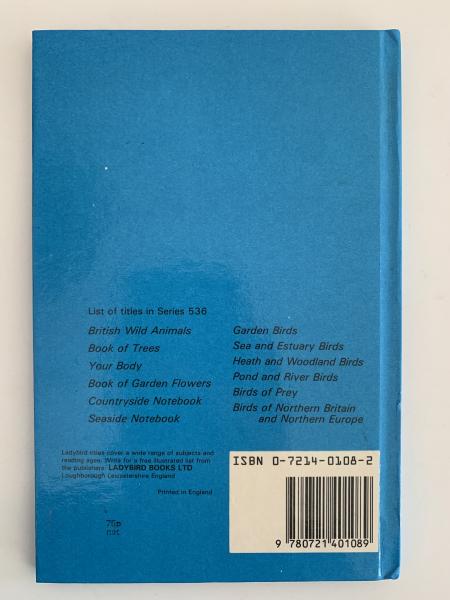 List of titles in Series 536
British Wild Animals
Book of Trees
Your Body
Book of Garden Flowers
Countryside Notebook
Seaside Notebook
Garden Birds
Sea and Estuary Birds
Heath and Woodland Birds
Pond and River Birds
Birds of Prey
Birds of Northern Britain
and Northern Europe
Ladybird titles cover a wide range of subjects and
reading ages. Write for a free illustrated list from
the publishers LADYBIRD BOOKS LTD
Loughborough Leicestershire England
Printed in England
75p
net
ISBN 0-7214-0108-2
9 780721 401089